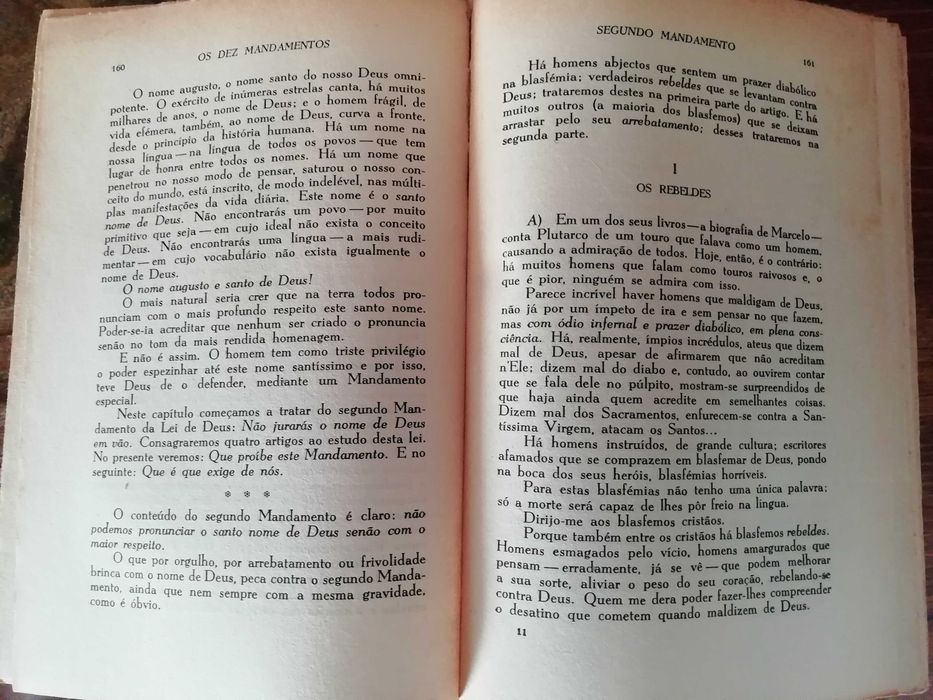 160
OS DEZ MANDAMENTOS
O nome augusto, o nome santo do nosso Deus omni-
potente. O exército de inúmeras estrelas canta, há muitos
milhares de anos, o nome de Deus; e o homem frágil, de
vida efémera, também, ao nome de Deus, curva a fronte,
desde o princípio da história humana. Há um nome na
nossa língua — na língua de todos os povos — que tem
lugar de honra entre todos os nomes. Há um nome que
penetrou no nosso modo de pensar, saturou o nosso con-
ceito do mundo, está inscrito, de modo indelével, nas múlti-
plas manifestações da vida diária. Este nome é o santo
nome de Deus. Não encontrarás um povo — por muito
primitivo que seja — em cujo ideal não exista o conceito
de Deus. Não encontrarás uma língua — a mais rudi-
mentar — em cujo vocabulário não exista igualmente o
nome de Deus.
O nome augusto e santo de Deus!
O mais natural seria crer que na terra todos pro-
nunciam com o mais profundo respeito este santo nome.
Poder-se-ia acreditar que nenhum ser criado o pronuncia
senão no tom da mais rendida homenagem.
E não é assim. O homem tem como triste privilégio
o poder espezinhar até este nome santíssimo e por isso,
teve Deus de o defender, mediante um Mandamento
especial.
Neste capítulo começamos a tratar do segundo Man-
damento da Lei de Deus: Não jurarás o nome de Deus
em vão. Consagraremos quatro artigos ao estudo desta lei.
No presente veremos: Que proíbe este Mandamento. E no
seguinte: Que é que exige de nós.
* * *
O conteúdo do segundo Mandamento é claro: não
podemos pronunciar o santo nome de Deus senão com o
maior respeito.
O que por orgulho, por arrebatamento ou frivolidade
brinca com o nome de Deus, peca contra o segundo Manda-
mento, ainda que nem sempre com a mesma gravidade,
como é óbvio.
SEGUNDO MANDAMENTO
161
Há homens abjectos que sentem um prazer diabólico
na blasfémia; verdadeiros rebeldes que se levantam contra
Deus; trataremos destes na primeira parte do artigo. E há
muitos outros (a maioria dos blasfemos) que se deixam
arrastar pelo seu arrebatamento; desses trataremos na
segunda parte.
I
OS REBELDES
A) Em um dos seus livros — a biografia de Marcelo —
conta Plutarco de um touro que falava como um homem,
causando a admiração de todos. Hoje, então, é o contrário:
há muitos homens que falam como touros raivosos e, o
que é pior, ninguém se admira com isso.
Parece incrível haver homens que maldigam de Deus,
não já por um ímpeto de ira e sem pensar no que fazem,
mas com ódio infernal e prazer diabólico, em plena cons-
ciência. Há, realmente, ímpios incrédulos, ateus que dizem
mal de Deus, apesar de afirmarem que não acreditam
n'Ele; dizem mal do diabo e, contudo, ao ouvirem contar
que se fala dele no púlpito, mostram-se surpreendidos de
que haja ainda quem acredite em semelhantes coisas.
Dizem mal dos Sacramentos, enfurecem-se contra a San-
tíssima Virgem, atacam os Santos...
Há homens instruídos, de grande cultura; escritores
afamados que se comprazem em blasfemar de Deus, pondo
na boca dos seus heróis, blasfémias horríveis.
Para estas blasfémias não tenho uma única palavra;
só a morte será capaz de lhes pôr freio na língua.
Dirijo-me aos blasfemos cristãos.
Porque também entre os cristãos há blasfemos rebeldes.
Homens esmagados pelo vício, homens amargurados que
pensam — erradamente, já se vê — que podem melhorar
a sua sorte, aliviar o peso do seu coração, rebelando-se
contra Deus. Quem me dera poder fazer-lhes compreender
o desatino que cometem quando maldizem de Deus.
11